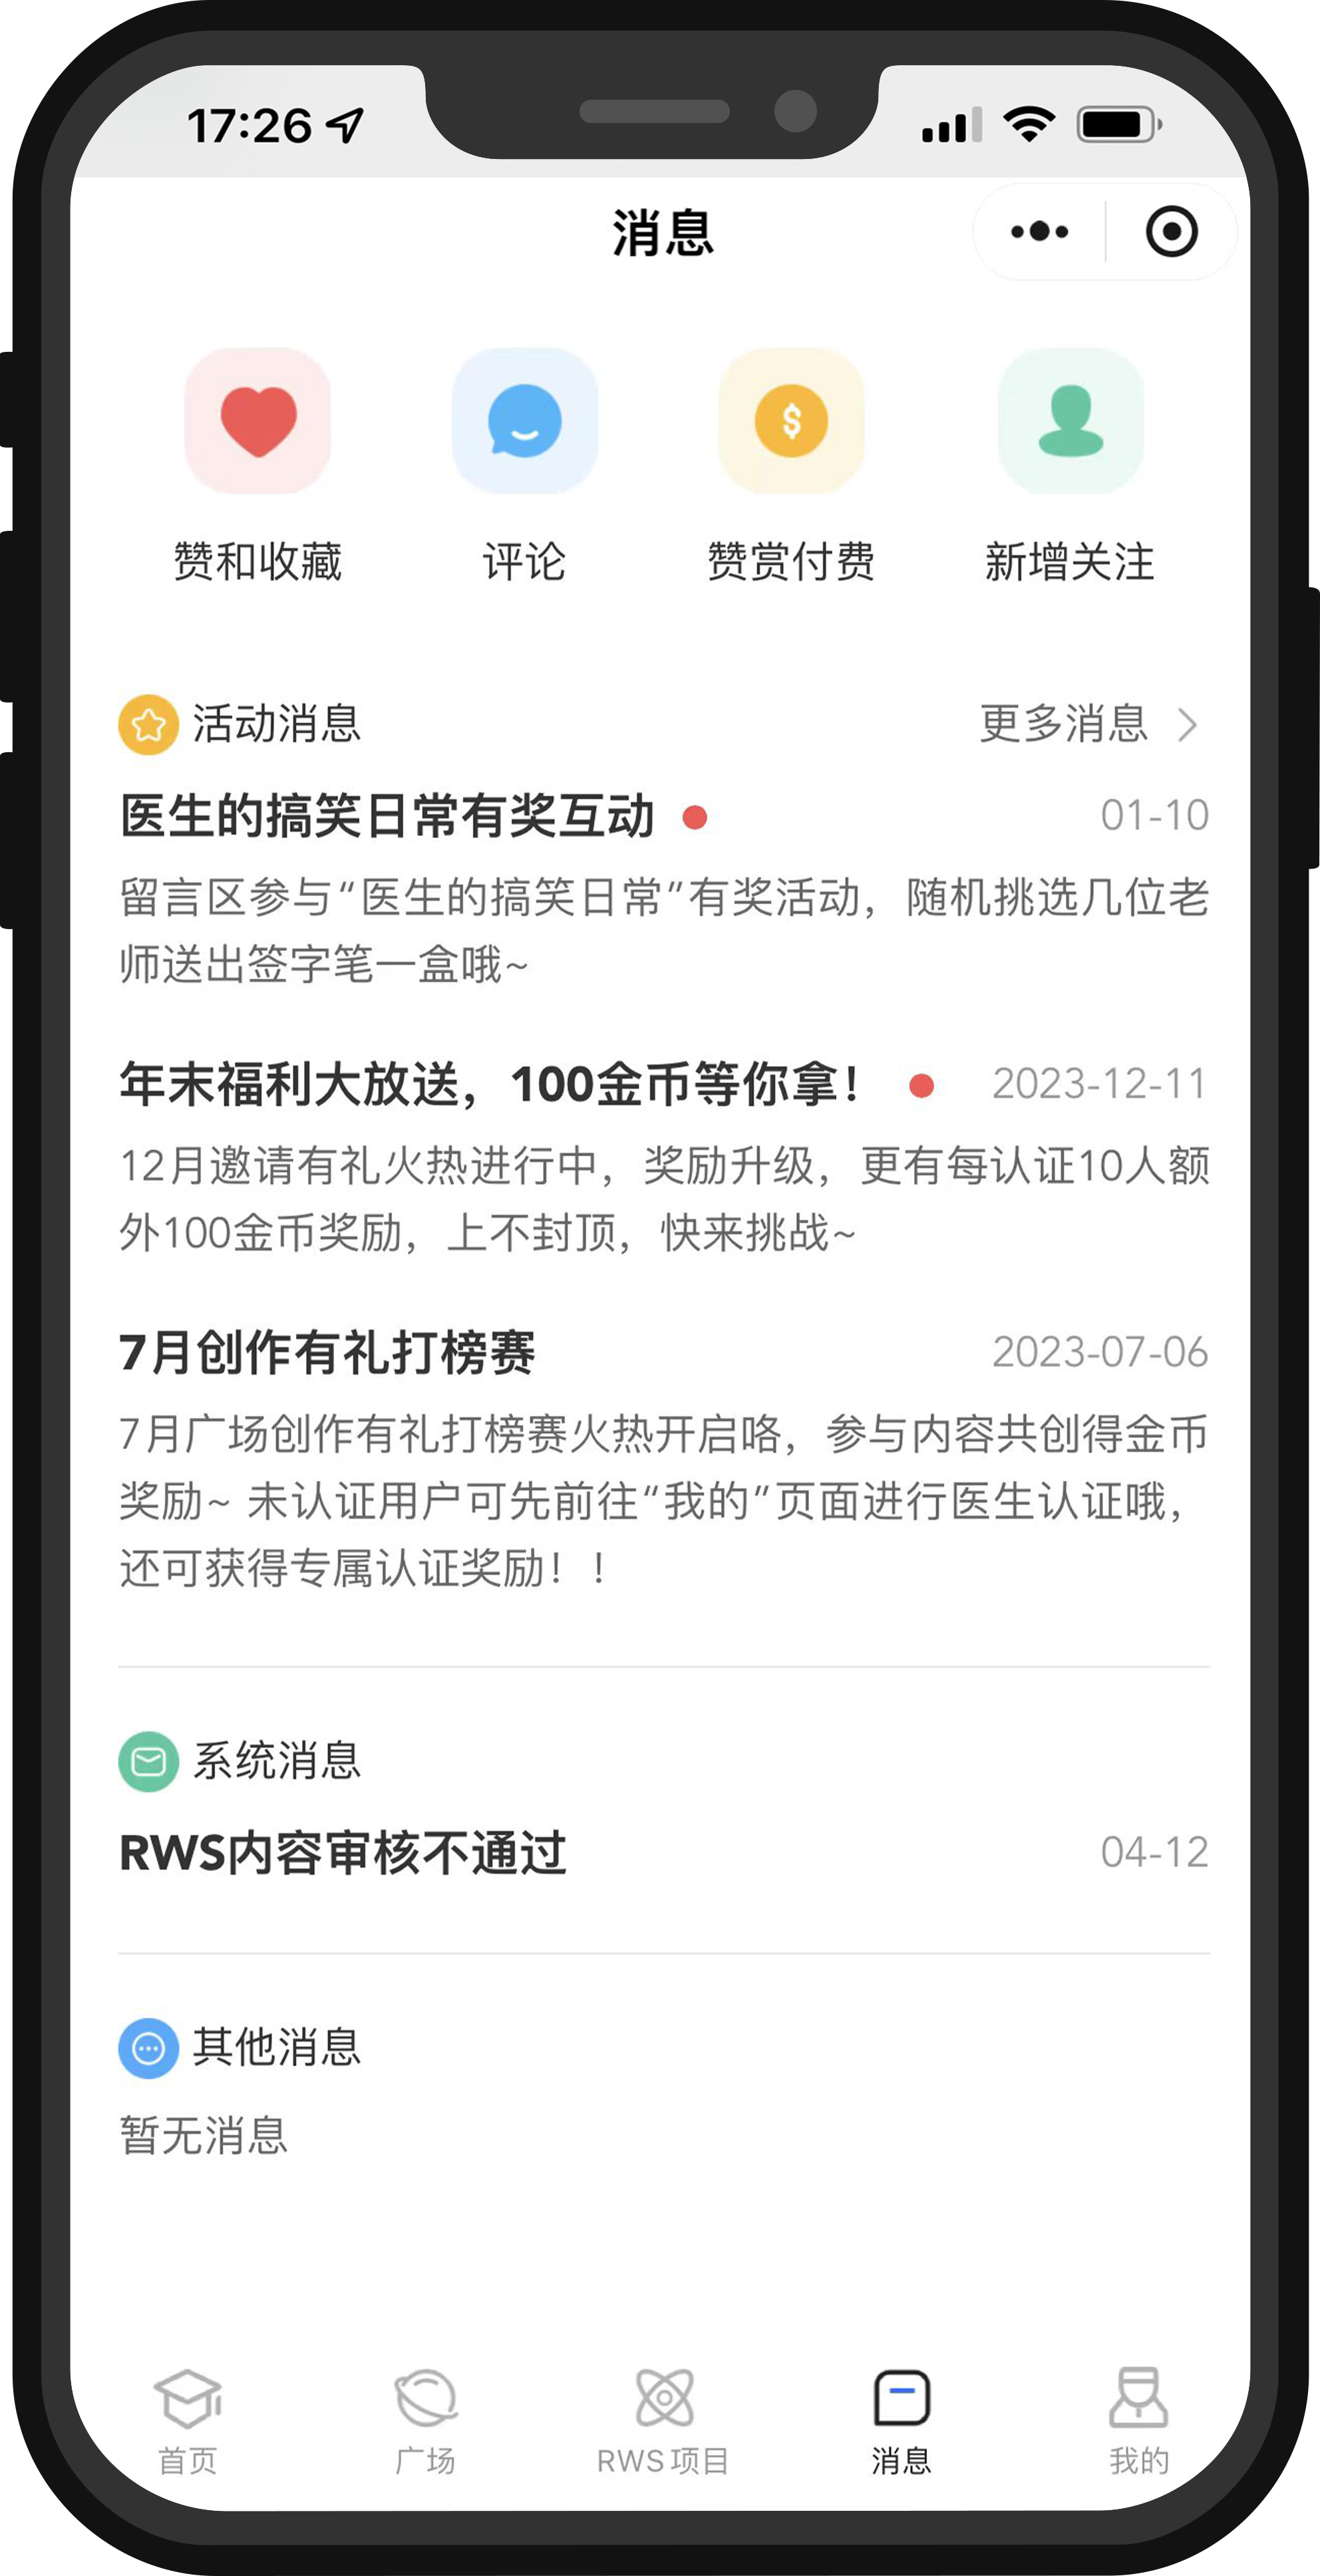 17:26
消息
赞和收藏
评论
赞赏付费
新增关注
活动消息
更多消息
医生的搞笑日常有奖互动
01-10
留言区参与“医生的搞笑日常”有奖活动，随机挑选几位老
师送出签字笔一盒哦~
年末福利大放送，100金币等你拿！
2023-12-11
12月邀请有礼火热进行中，奖励升级，更有每认证10人额
外100金币奖励，上不封顶，快来挑战~
7月创作有礼打榜赛
2023-07-06
7月广场创作有礼打榜赛火热开启咯，参与内容共创得金币
奖励~ 未认证用户可先前往“我的”页面进行医生认证哦，
还可获得专属认证奖励！！
系统消息
RWS内容审核不通过
04-12
其他消息
暂无消息
首页
广场
RWS 项目
消息
我的